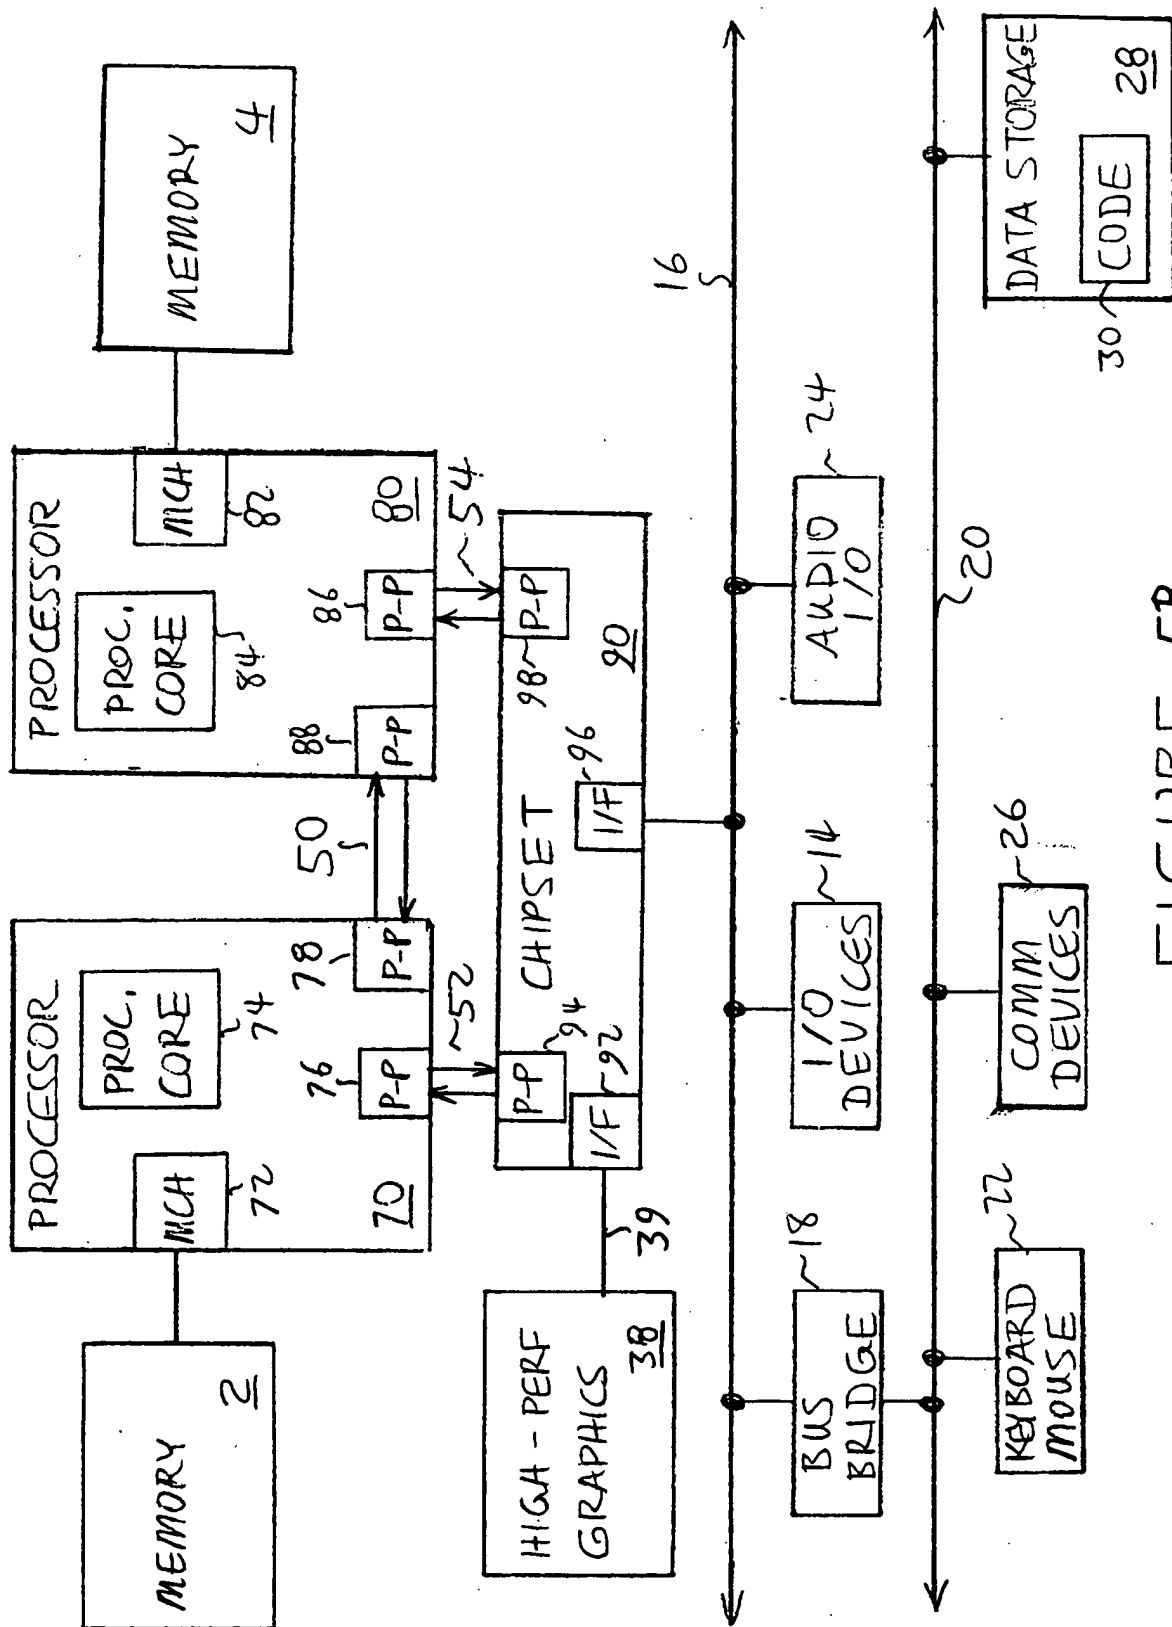 PROCESSOR
PROC.
CORE
74
MCH
72
70
76
P-P
78
P-P
MEMORY
2
50
PROCESSOR
PROC.
CORE
84
MCH
82
80
88
P-P
86
P-P
MEMORY
4
52
54
P-P
94
P-P
98
CHIPSET
I/F
92
I/F
96
90
39
HIGH-PERF
GRAPHICS
38
16
BUS
BRIDGE
18
I/O
DEVICES
14
AUDIO
I/O
24
20
KEYBOARD
MOUSE
22
COMM
DEVICES
26
DATA STORAGE
CODE
30
28